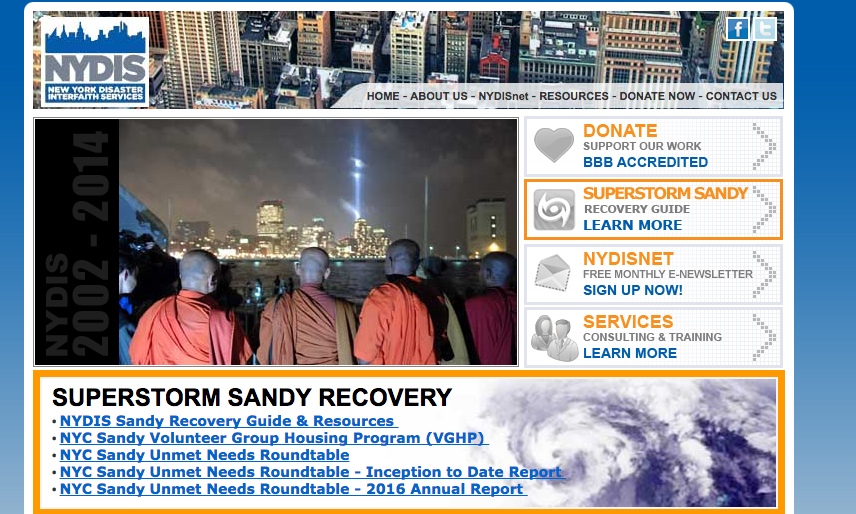 NYDIS
NEW YORK DISASTER
INTERFAITH SERVICES
HOME - ABOUT US - NYDISnet - RESOURCES - DONATE NOW - CONTACT US
NYDIS
2002 - 2014
DONATE
SUPPORT OUR WORK
BBB ACCREDITED
SUPERSTORM SANDY
RECOVERY GUIDE
LEARN MORE
NYDISNET
FREE MONTHLY E-NEWSLETTER
SIGN UP NOW!
SERVICES
CONSULTING & TRAINING
LEARN MORE
SUPERSTORM SANDY RECOVERY
• NYDIS Sandy Recovery Guide & Resources
• NYC Sandy Volunteer Group Housing Program (VGHP)
• NYC Sandy Unmet Needs Roundtable
• NYC Sandy Unmet Needs Roundtable - Inception to Date Report
• NYC Sandy Unmet Needs Roundtable - 2016 Annual Report